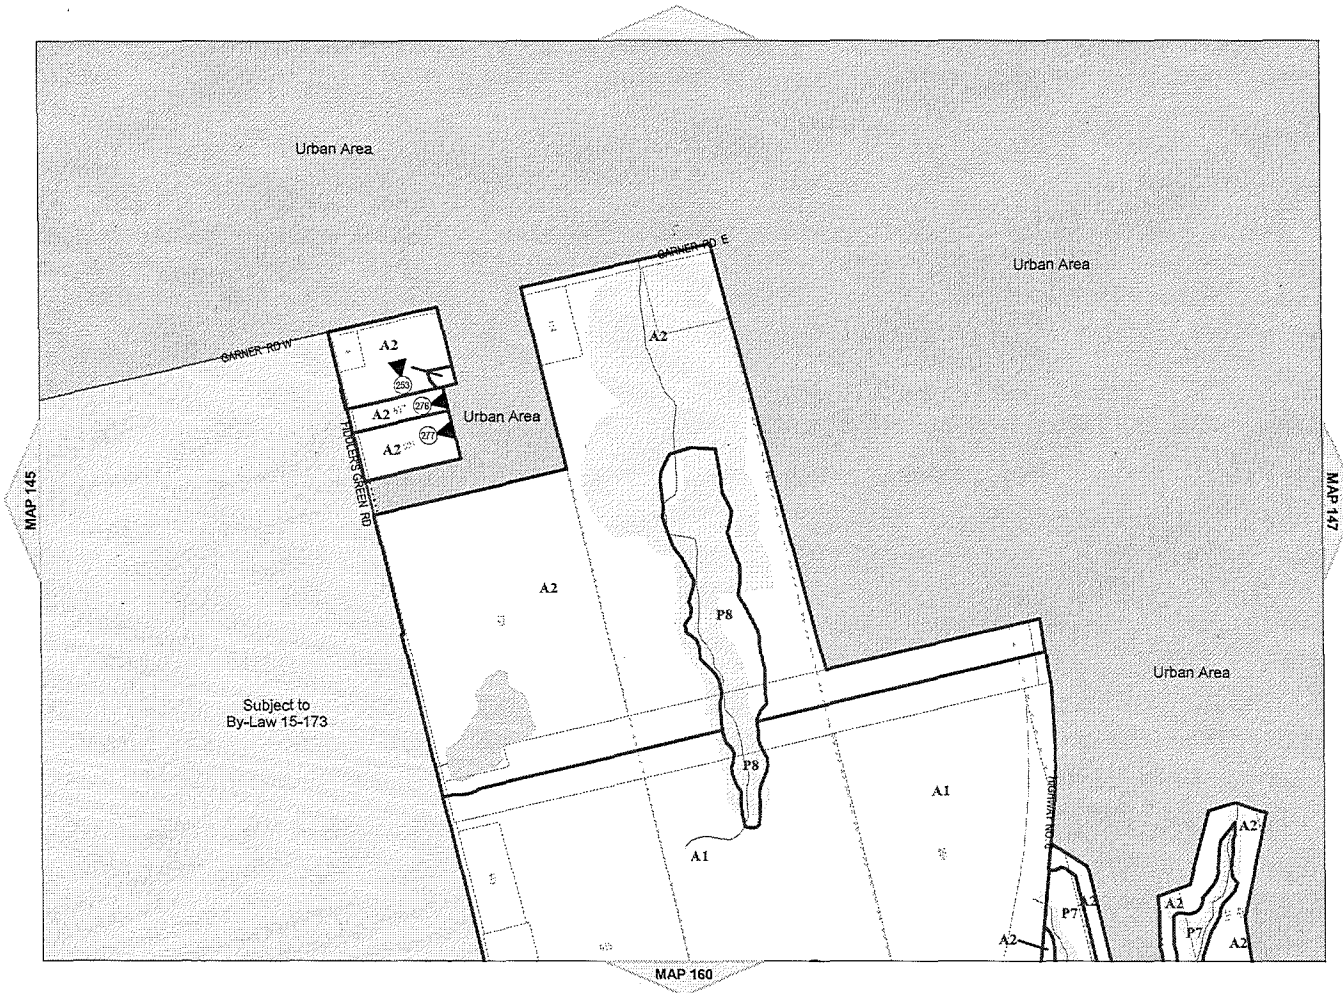 Urban Area
GARNER RD E
Urban Area
A2
GARNER RD W
A2
253
A2
276
Urban Area
277
A2
FIDDLER'S GREEN RD
MAP 145
MAP 147
A2
P8
Urban Area
Subject to
By-Law 15-173
P8
A1
A1
HIGHWAY NO. 6
A2
A2
A2
P7
P7
A2
A2
MAP 160